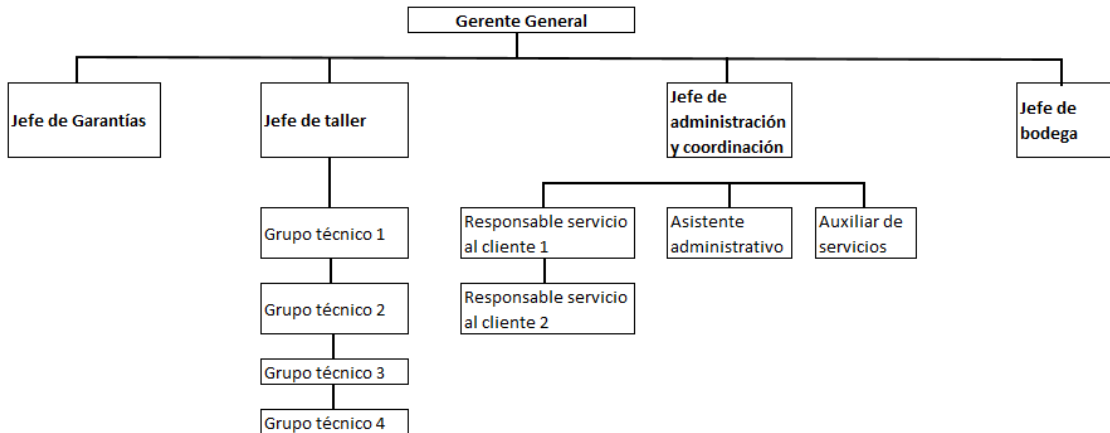 Gerente General
Jefe de Garantías
Jefe de taller
Jefe de
administración
y coordinación
Jefe de
bodega
Grupo técnico 1
Responsable servicio
al cliente 1
Asistente
administrativo
Auxiliar de
servicios
Grupo técnico 2
Responsable servicio
al cliente 2
Grupo técnico 3
Grupo técnico 4